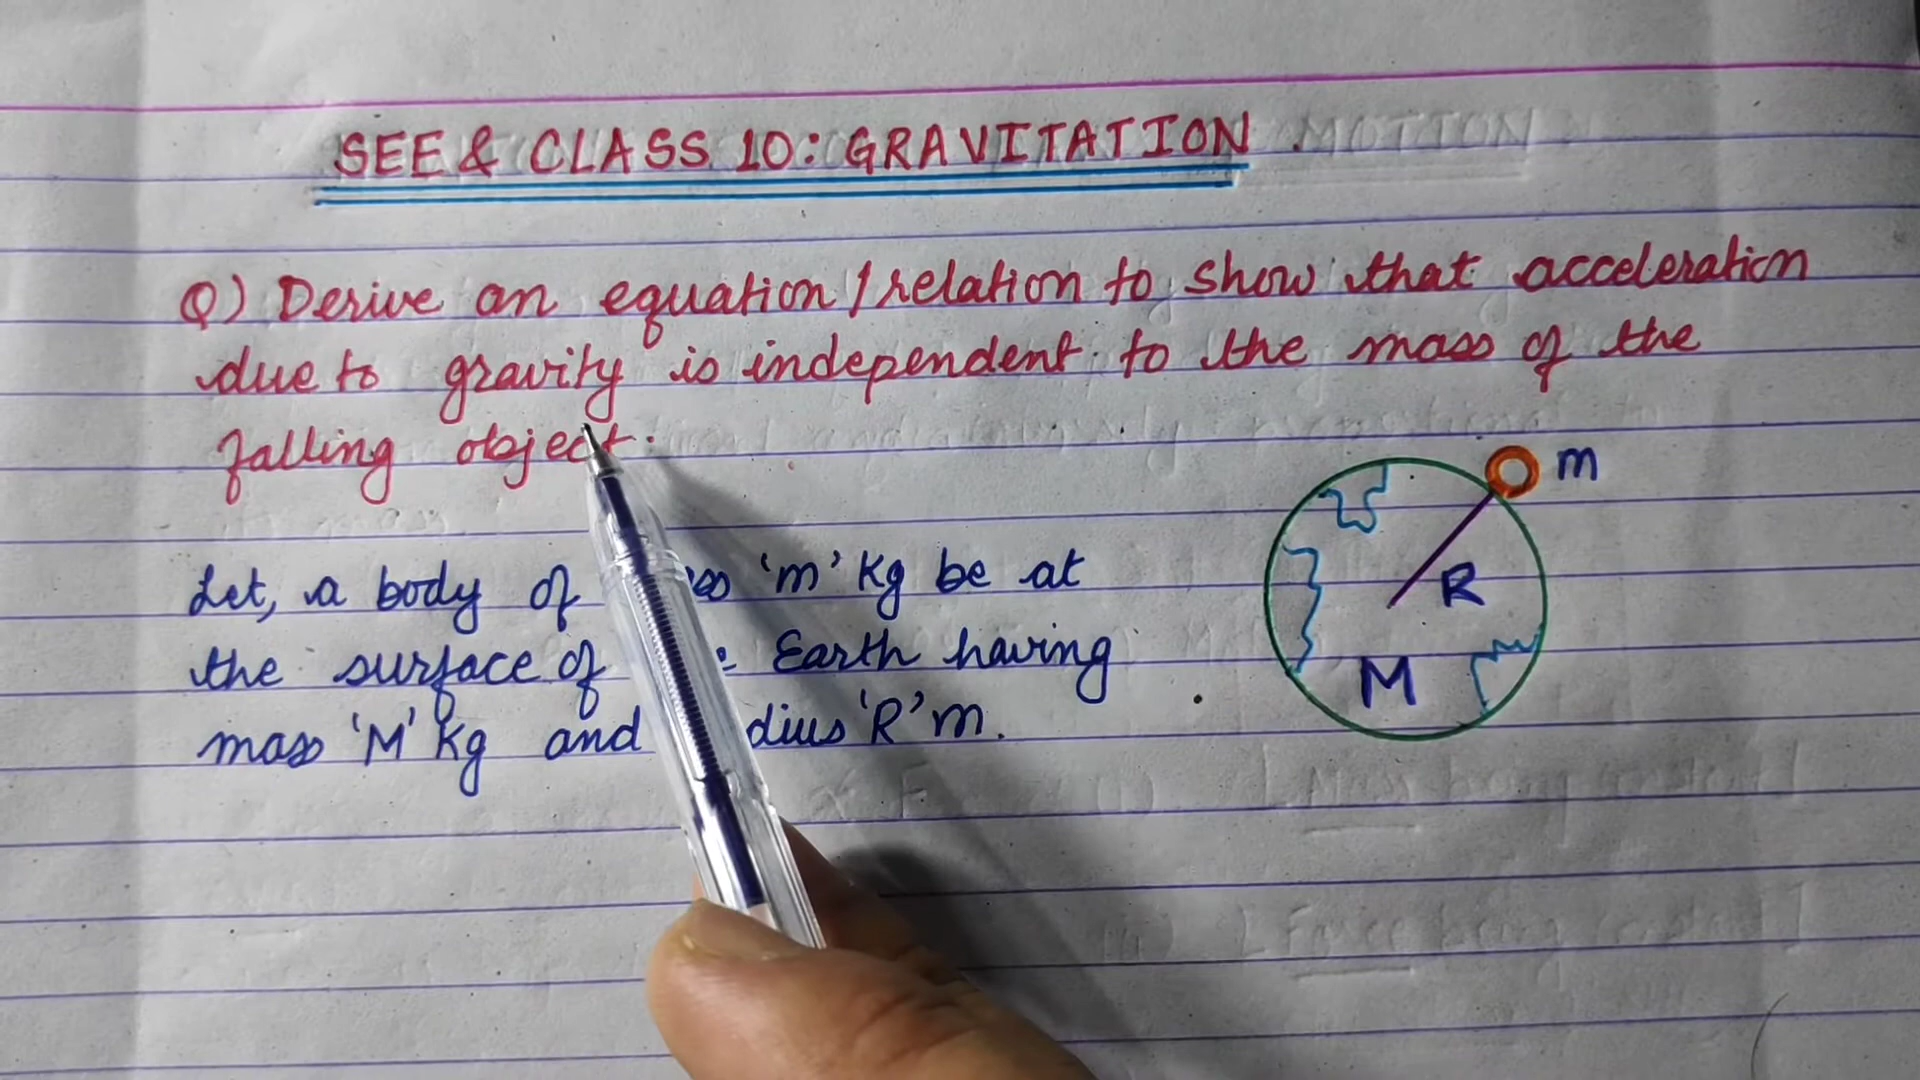 SEE & CLASS 10: GRAVITATION
Q) Derive an equation/relation to show that acceleration
due to gravity is independent to the mass of the
falling object.
m
Let, a body of 'm' kg be at
the surface of Earth having
mass 'M' kg and 'R' m.
R
M